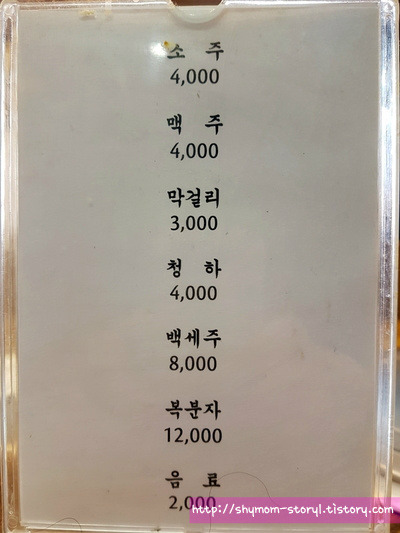 소 주
4,000
맥 주
4,000
막걸리
3,000
청 하
4,000
백세주
8,000
복분자
12,000
음 료
2,000
http://shymom-story1.tistory.com